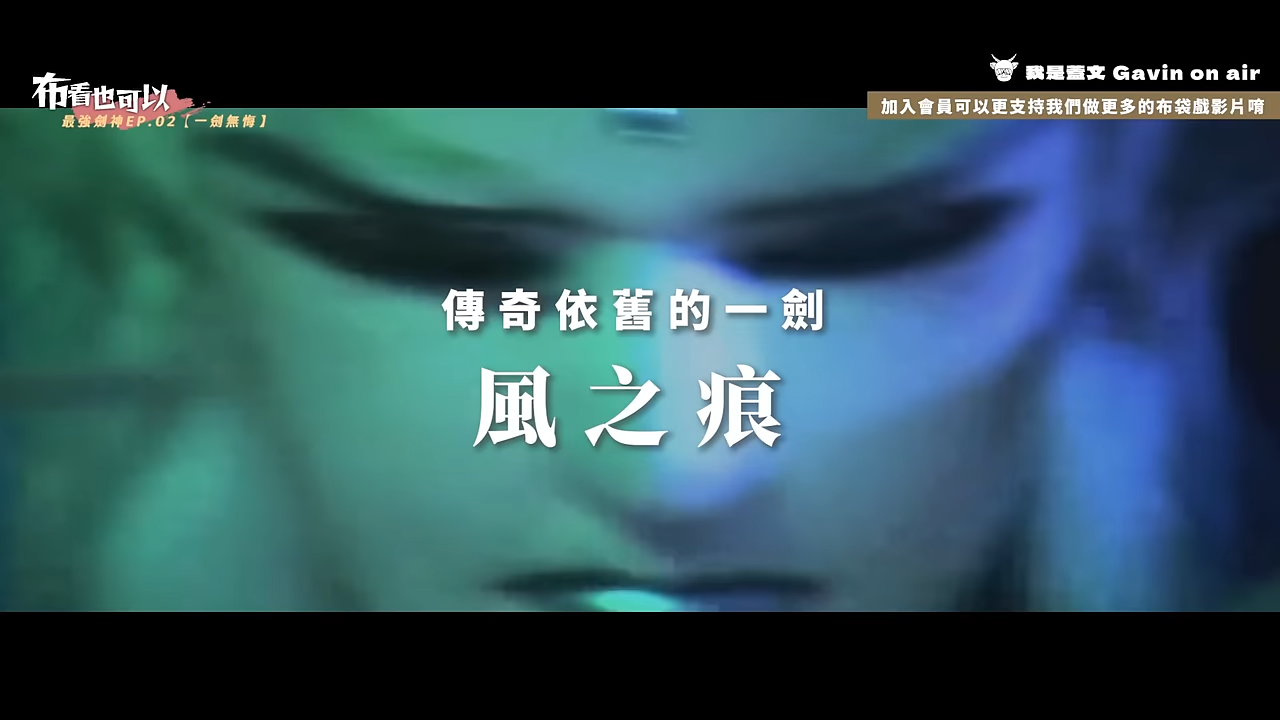 布看也可以
最強劍神EP.02【一劍無悔】
我是蓋文 Gavin on air
加入會員可以更支持我們做更多的布袋戲影片唷
傳奇依舊的一劍
風之痕